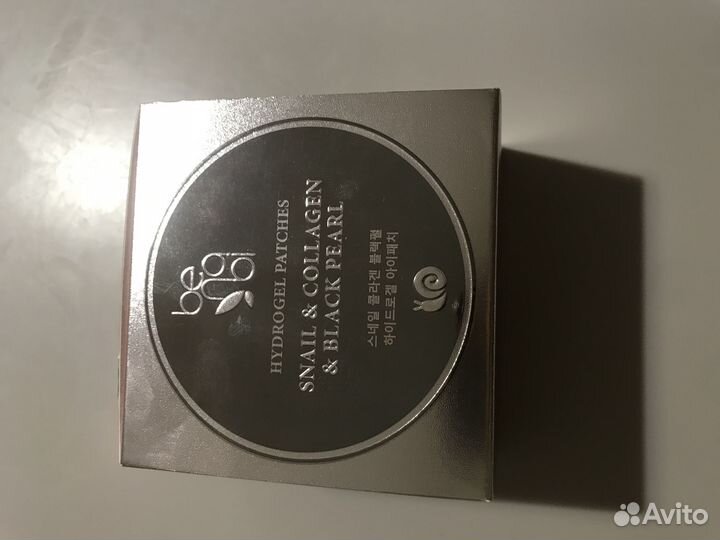 be
HYDROGEL PATCHES
SNAIL & COLLAGEN
& BLACK PEARL
스네일 콜라겐 블랙펄
하이드로겔 아이패치
Avito